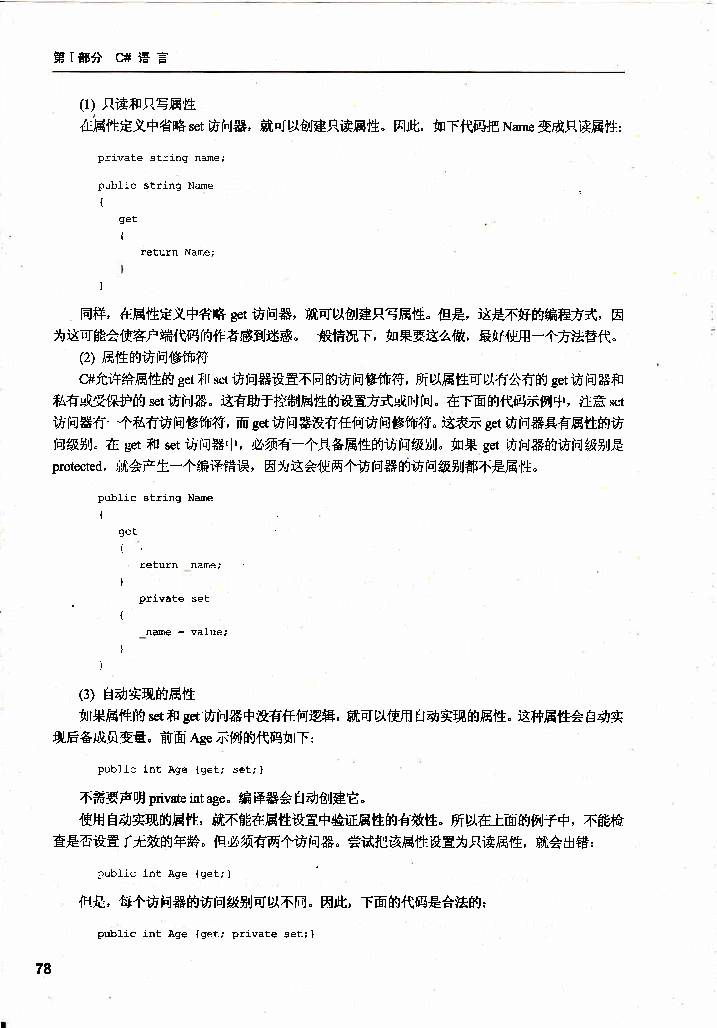 第Ⅰ部分 C# 语 言
(1) 只读和只写属性
在属性定义中省略 set 访问器，就可以创建只读属性。因此，如下代码把 Name 变成只读属性：
private string name;
public string Name
{
get
{
return Name;
}
}
同样，在属性定义中省略 get 访问器，就可以创建只写属性。但是，这是不好的编程方式，因
为这可能会使客户端代码的作者感到迷惑。 般情况下，如果要这么做，最好使用一个方法替代。
(2) 属性的访问修饰符
C#允许给属性的 get 和 set 访问器设置不同的访问修饰符，所以属性可以有公有的 get 访问器和
私有或受保护的 set 访问器。这有助于控制属性的设置方式或时间。在下面的代码示例中，注意 set
访问器有一个私有访问修饰符，而 get 访问器没有任何访问修饰符。这表示 get 访问器具有属性的访
问级别。在 get 和 set 访问器中，必须有一个具备属性的访问级别。如果 get 访问器的访问级别是
protected，就会产生一个编译错误，因为这会使两个访问器的访问级别都不是属性。
public string Name
{
get
{
return _name;
}
private set
{
_name = value;
}
}
(3) 自动实现的属性
如果属性的 set 和 get 访问器中没有任何逻辑，就可以使用自动实现的属性。这种属性会自动实
现后备成员变量。前面 Age 示例的代码如下：
public int Age {get; set;}
不需要声明 private int age。编译器会自动创建它。
使用自动实现的属性，就不能在属性设置中验证属性的有效性。所以在上面的例子中，不能检
查是否设置了无效的年龄。但必须有两个访问器。尝试把该属性设置为只读属性，就会出错：
public int Age {get;}
但是，每个访问器的访问级别可以不同。因此，下面的代码是合法的：
public int Age {get; private set;}
78